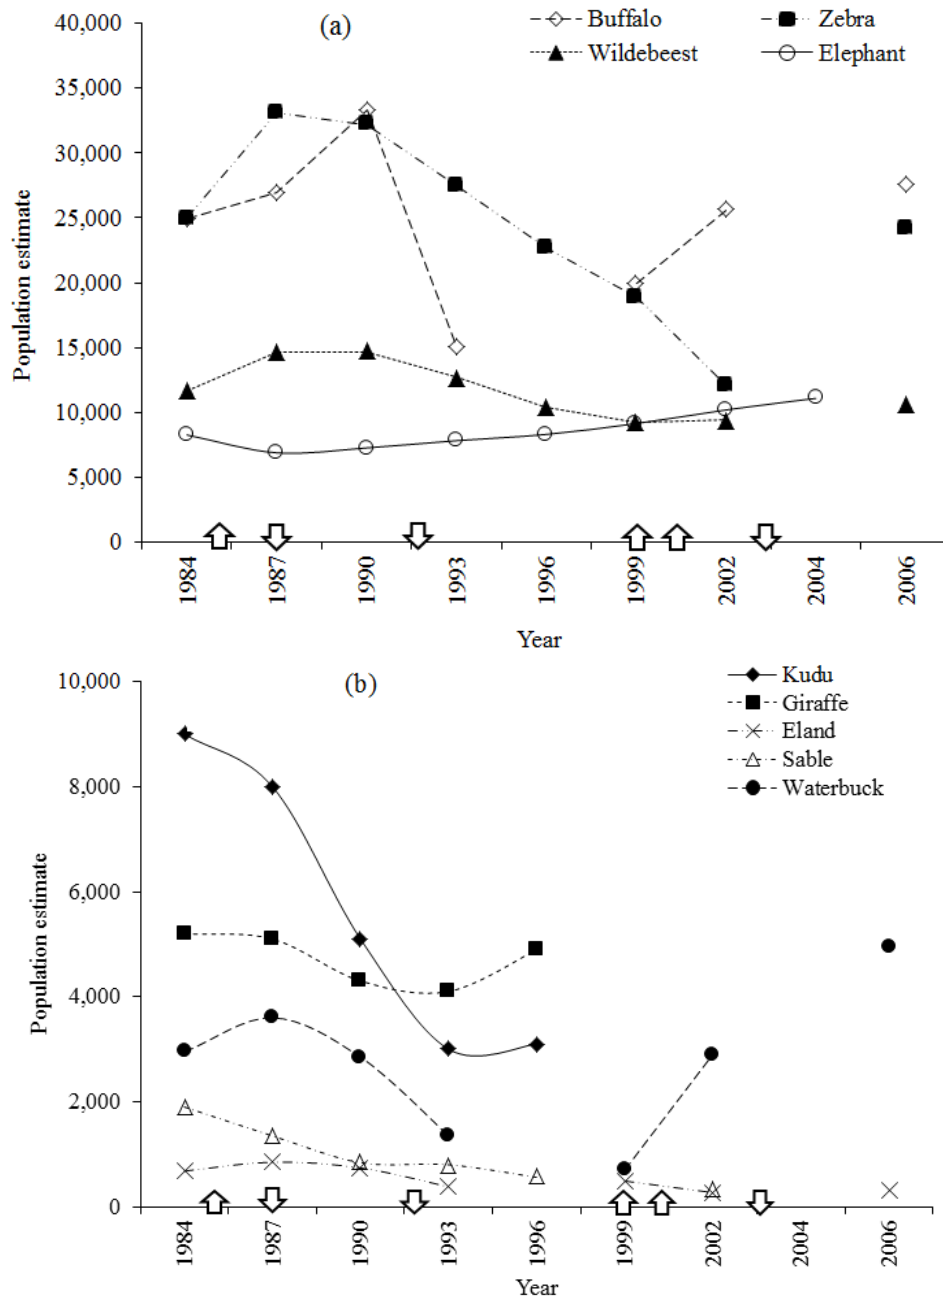 (a)
Buffalo
Zebra
Wildebeest
Elephant
40,000
35,000
30,000
25,000
20,000
15,000
10,000
5,000
0
Population estimate
1984
1987
1990
1993
1996
1999
2002
2004
2006
Year
(b)
Kudu
Giraffe
Eland
Sable
Waterbuck
10,000
8,000
6,000
4,000
2,000
0
Population estimate
1984
1987
1990
1993
1996
1999
2002
2004
2006
Year